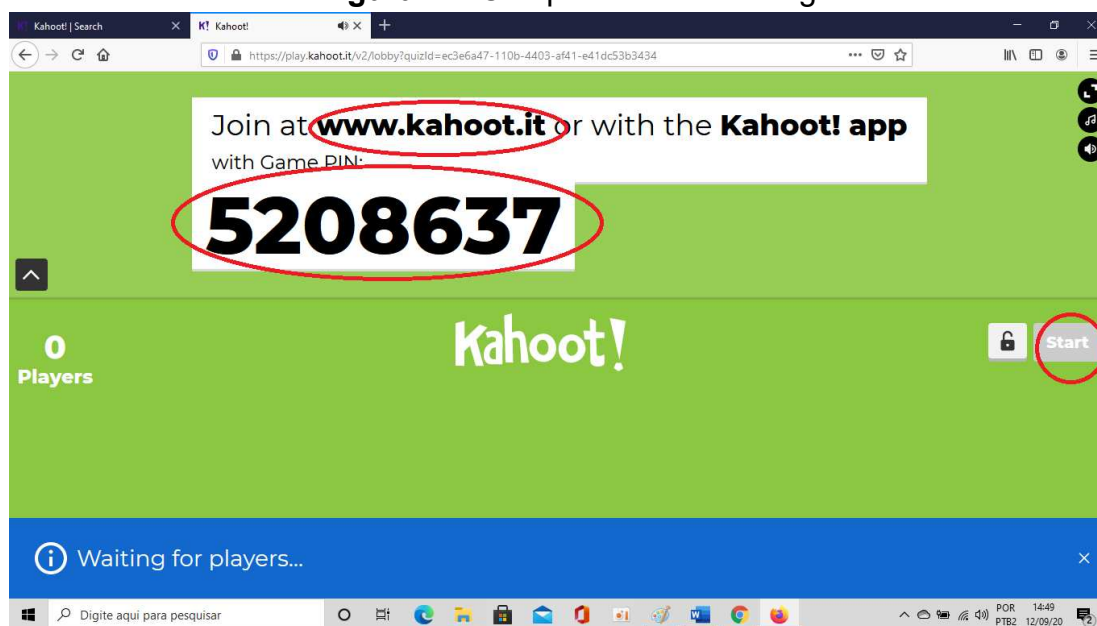 Kahoot! | Search
K! Kahoot!
https://play.kahoot.it/v2/lobby?quizId=ec3e6a47-110b-4403-af41-e41dc53b3434
Join at www.kahoot.it or with the Kahoot! app
with Game PIN:
5208637
Kahoot!
0
Players
Start
Waiting for players...
Digite aqui para pesquisar
POR 14:49
PTB2 12/09/20
2